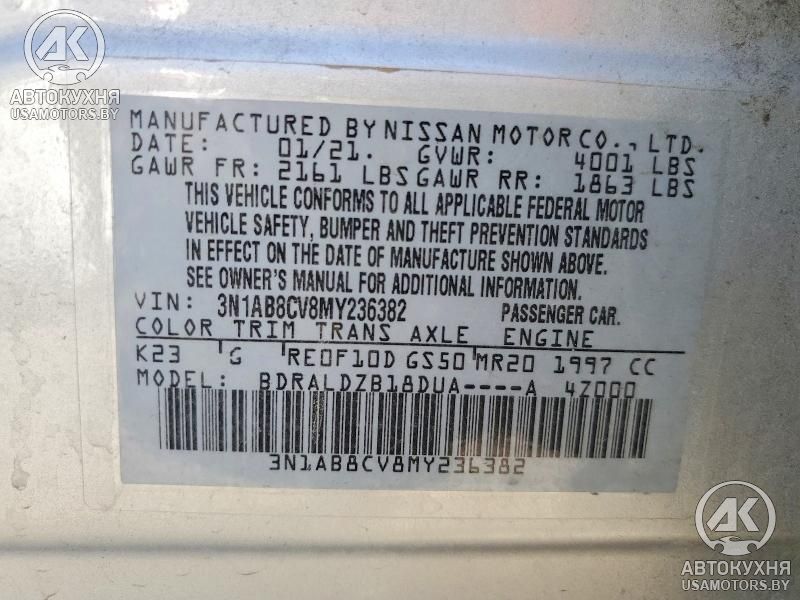 AK
АВТОКУХНЯ
USAMOTORS.BY
MANUFACTURED BY NISSAN MOTOR CO., LTD.
DATE: 01/21. GVWR: 4001 LBS
GAWR FR: 2161 LBS GAWR RR: 1863 LBS
THIS VEHICLE CONFORMS TO ALL APPLICABLE FEDERAL MOTOR
VEHICLE SAFETY, BUMPER AND THEFT PREVENTION STANDARDS
IN EFFECT ON THE DATE OF MANUFACTURE SHOWN ABOVE.
SEE OWNER'S MANUAL FOR ADDITIONAL INFORMATION.
VIN: 3N1AB8CV8MY236382 PASSENGER CAR.
COLOR TRIM TRANS AXLE ENGINE
K23 G RE0F10D GS50 MR20 1997 CC
MODEL: BDRALDZB18DUA----A 4Z000
3N1AB8CV8MY236382
AK
АВТОКУХНЯ
USAMOTORS.BY